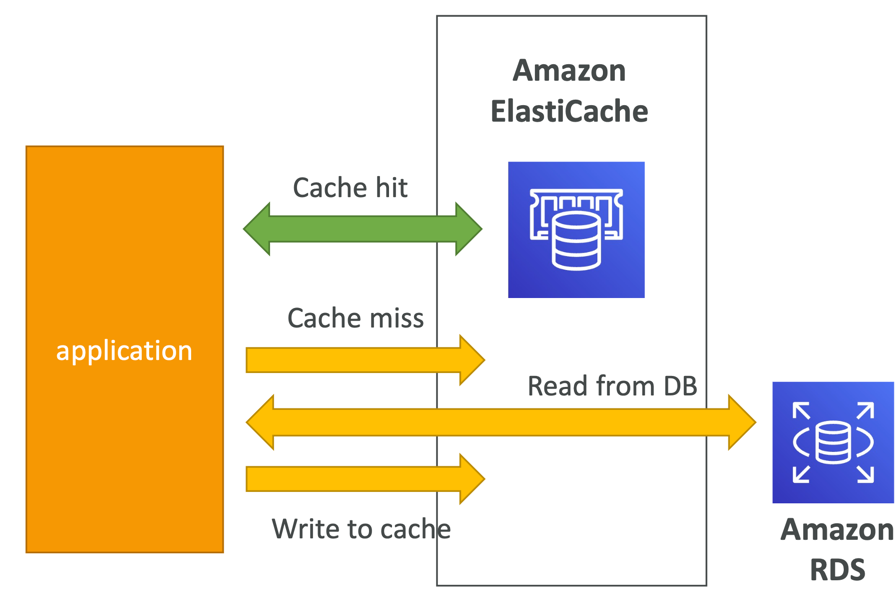 Amazon
ElastiCache
Cache hit
Cache miss
application
Read from DB
Write to cache
Amazon
RDS